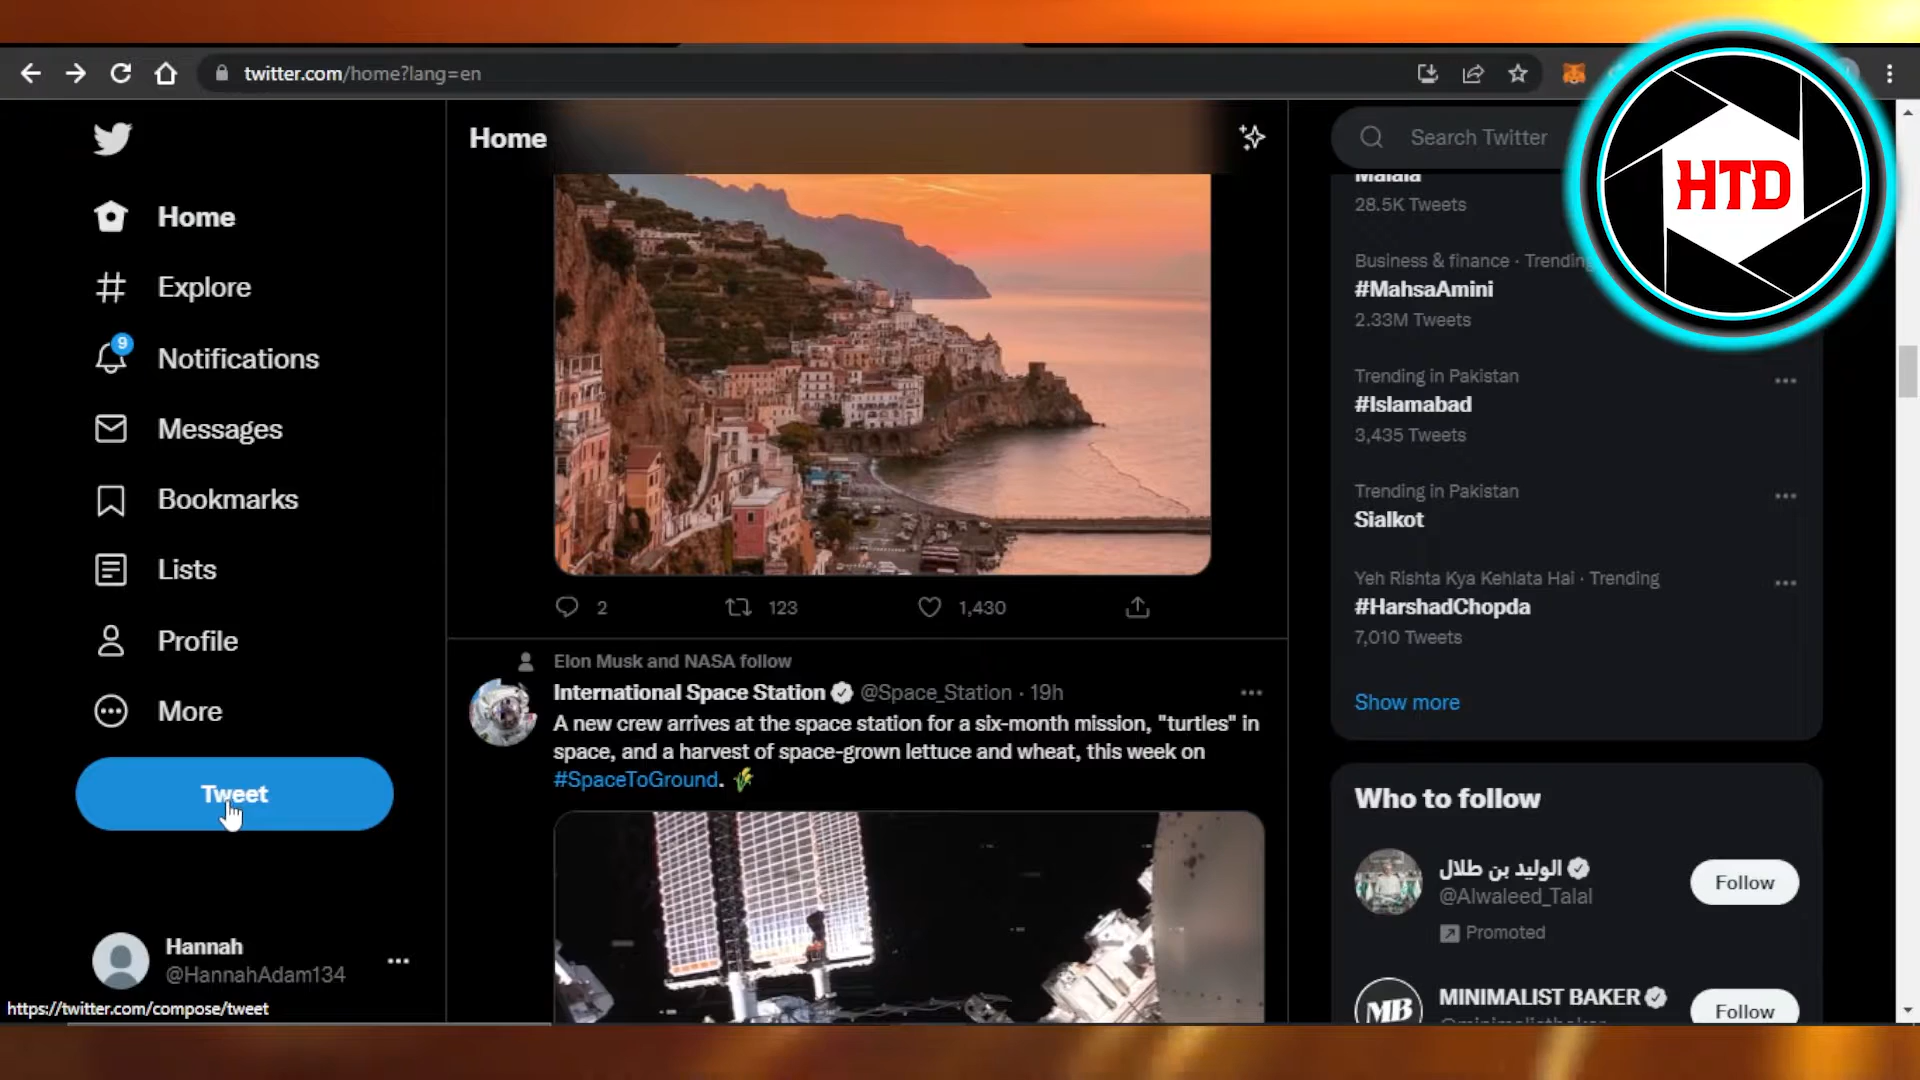 twitter.com/home?lang=en
Home
Explore
9
Notifications
Messages
Bookmarks
Lists
Profile
More
Tweet
Hannah
@HannahAdam134
https://twitter.com/compose/tweet
Home
2
123
1,430
Elon Musk and NASA follow
International Space Station @Space_Station · 19h
A new crew arrives at the space station for a six-month mission, "turtles" in
space, and a harvest of space-grown lettuce and wheat, this week on
#SpaceToGround.
Search Twitter
HTD
Malala
28.5K Tweets
Business & finance · Trending
#MahsaAmini
2.33M Tweets
Trending in Pakistan
#Islamabad
3,435 Tweets
Trending in Pakistan
Sialkot
Yeh Rishta Kya Kehlata Hai · Trending
#HarshadChopda
7,010 Tweets
Show more
Who to follow
الوليد بن طلال
@Alwaleed_Talal
Follow
Promoted
MB
MINIMALIST BAKER
Follow